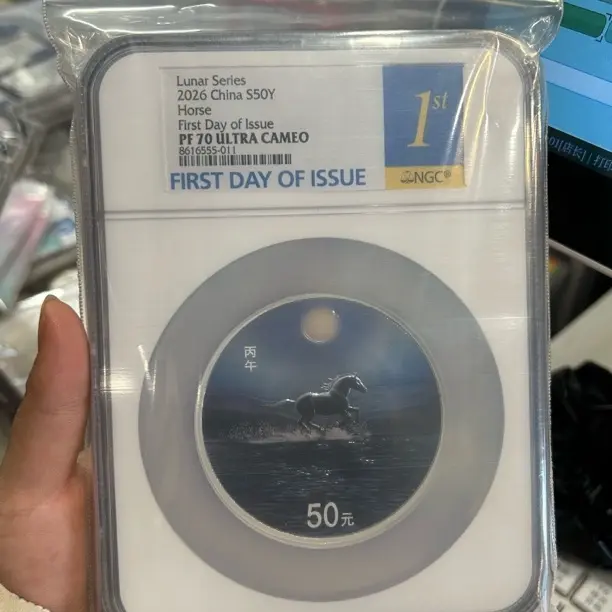 Lunar Series
2026 China S50Y
Horse
First Day of Issue
PF 70 ULTRA CAMEO
8616555-011
FIRST DAY OF ISSUE
1st
NGC®
丙午
50元